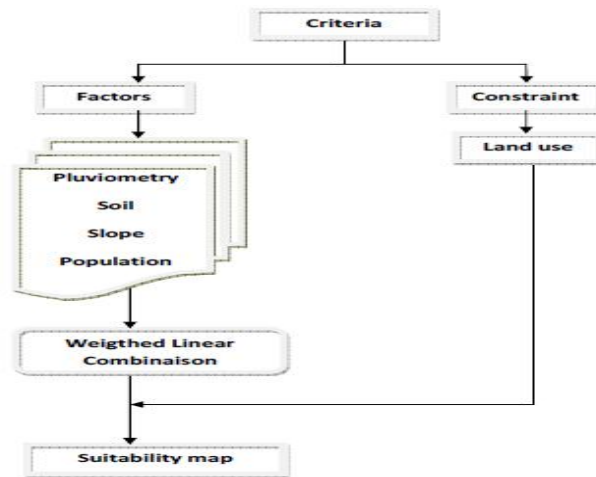 Criteria
Factors
Constraint
Land use
Pluviometry
Soil
Slope
Population
Weigthed Linear
Combinaison
Suitability map